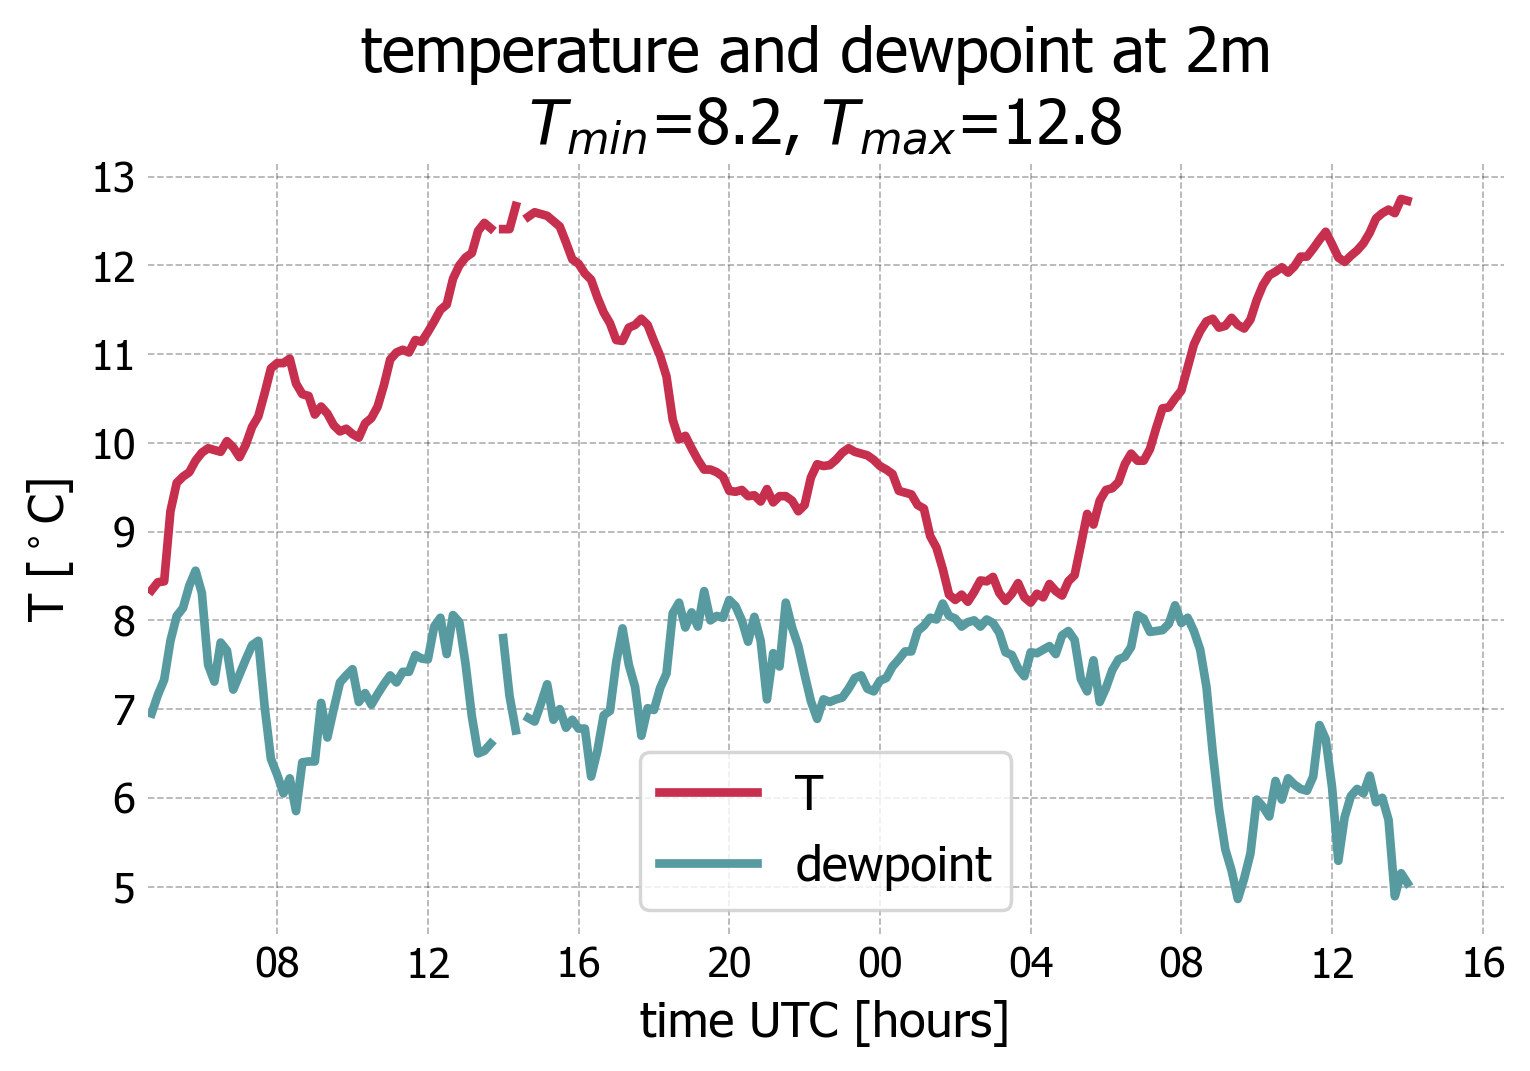 temperature and dewpoint at 2m
T_min=8.2, T_max=12.8
13
12
11
10
9
8
7
6
5
T [°C]
T
dewpoint
08 12 16 20 00 04 08 12 16
time UTC [hours]